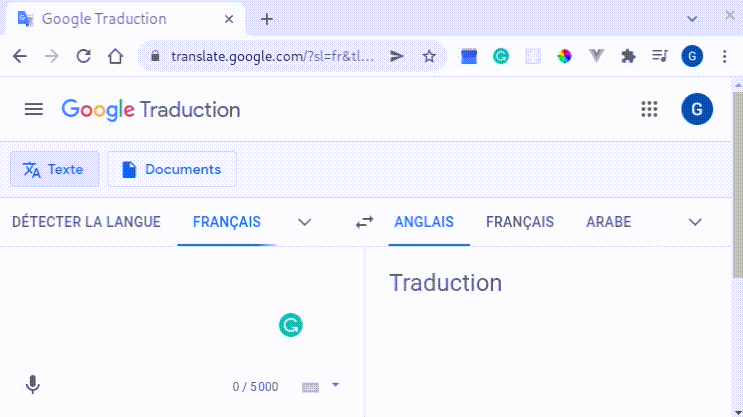 Google Traduction
translate.google.com/?sl=fr&tl...
G
Google Traduction
G
Texte
Documents
DÉTECTER LA LANGUE
FRANÇAIS
ANGLAIS
FRANÇAIS
ARABE
Traduction
0 / 5000